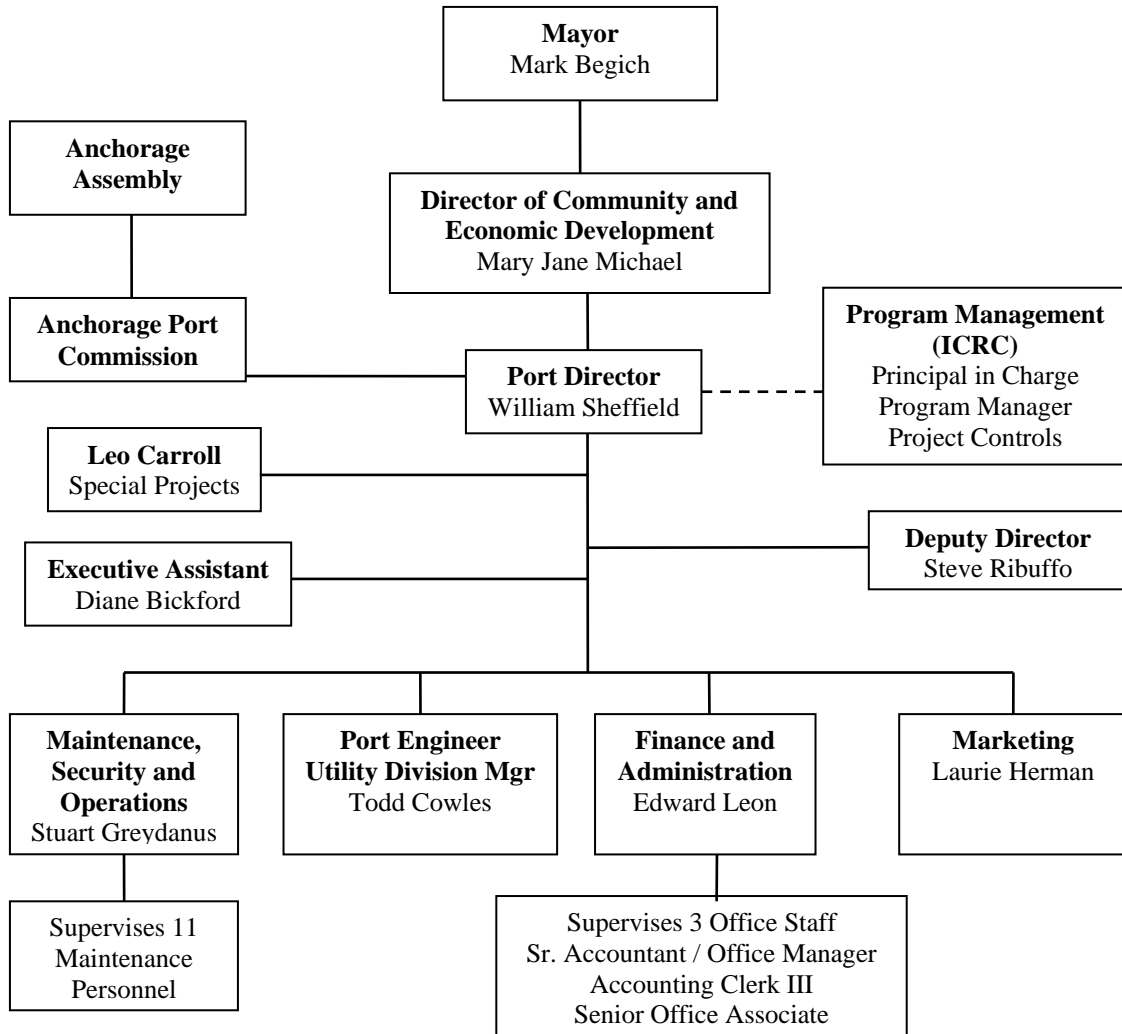 Mayor
Mark Begich
Anchorage
Assembly
Director of Community and
Economic Development
Mary Jane Michael
Anchorage Port
Commission
Program Management
(ICRC)
Principal in Charge
Program Manager
Project Controls
Port Director
William Sheffield
Leo Carroll
Special Projects
Deputy Director
Steve Ribuffo
Executive Assistant
Diane Bickford
Maintenance,
Security and
Operations
Stuart Greydanus
Port Engineer
Utility Division Mgr
Todd Cowles
Finance and
Administration
Edward Leon
Marketing
Laurie Herman
Supervises 11
Maintenance
Personnel
Supervises 3 Office Staff
Sr. Accountant / Office Manager
Accounting Clerk III
Senior Office Associate